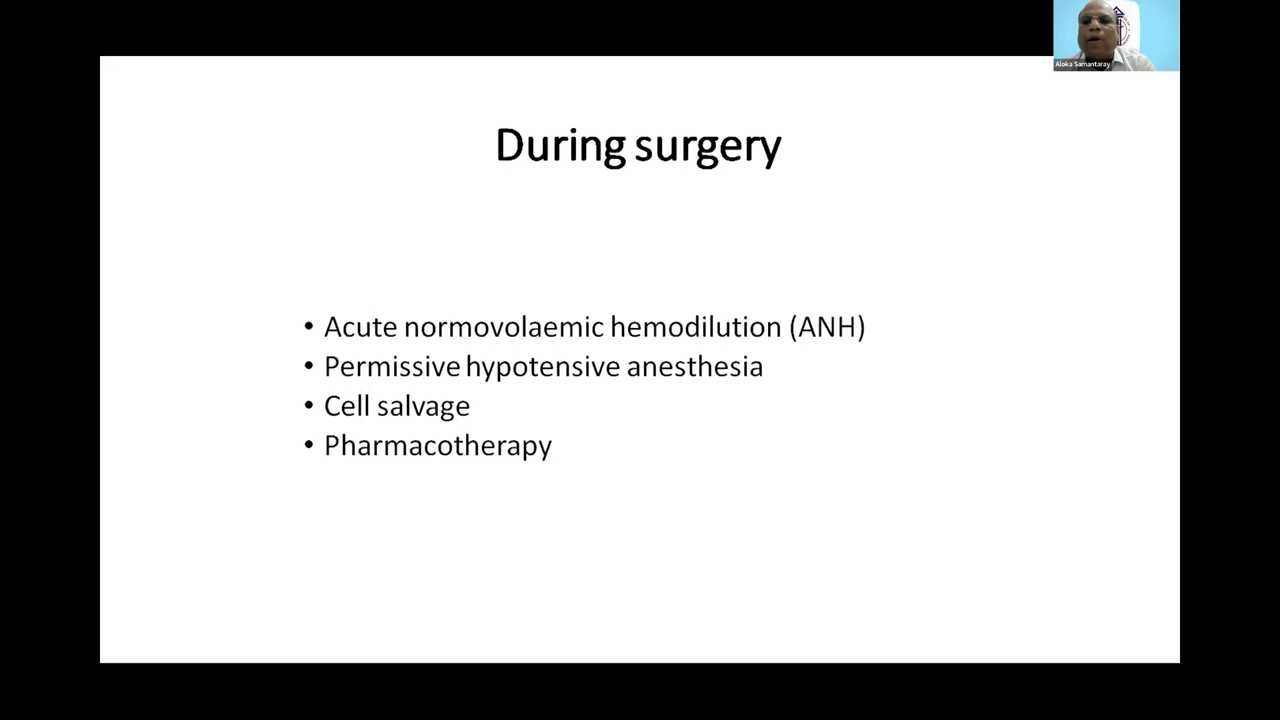 Aloka Samantaray
During surgery
• Acute normovolaemic hemodilution (ANH)
• Permissive hypotensive anesthesia
• Cell salvage
• Pharmacotherapy